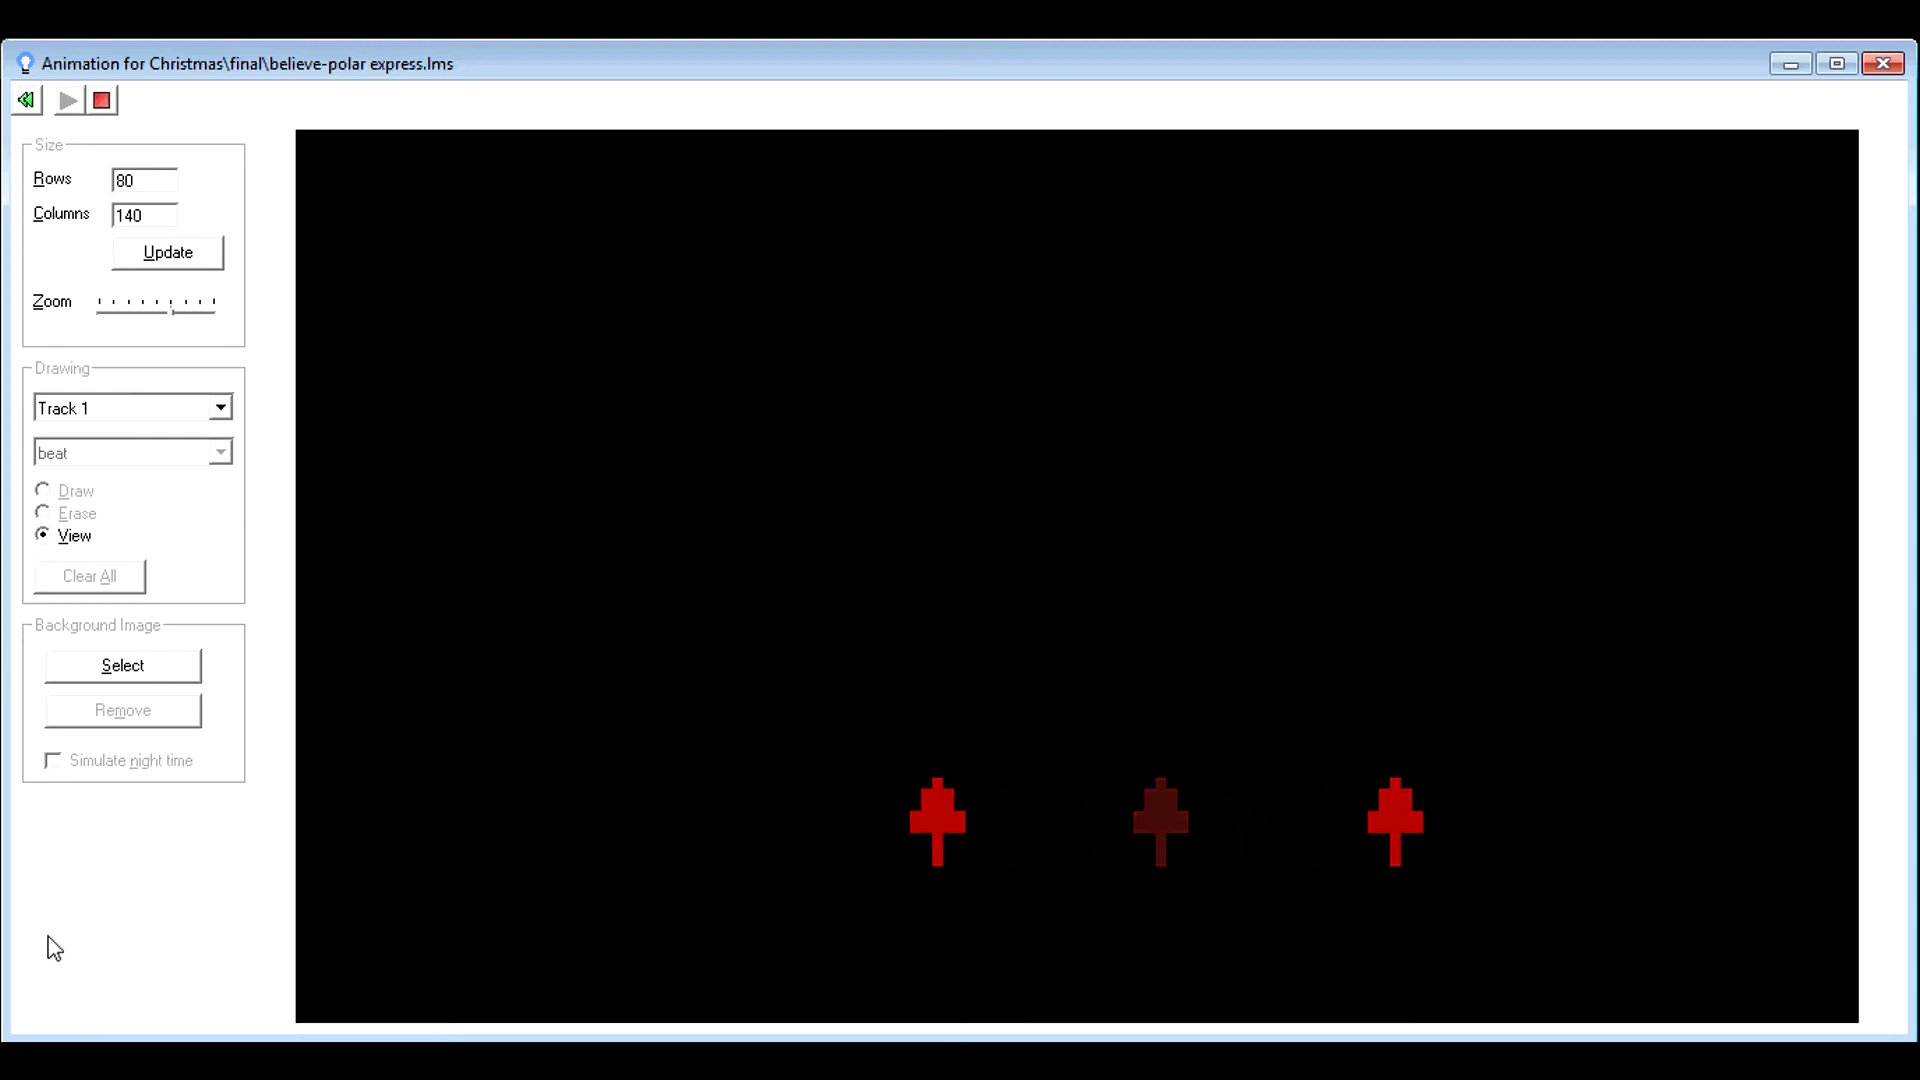 Animation for Christmas\final\believe-polar express.lms
Size
Rows 80
Columns 140
Update
Zoom
Drawing
Track 1
beat
Draw
Erase
View
Clear All
Background Image
Select
Remove
Simulate night time